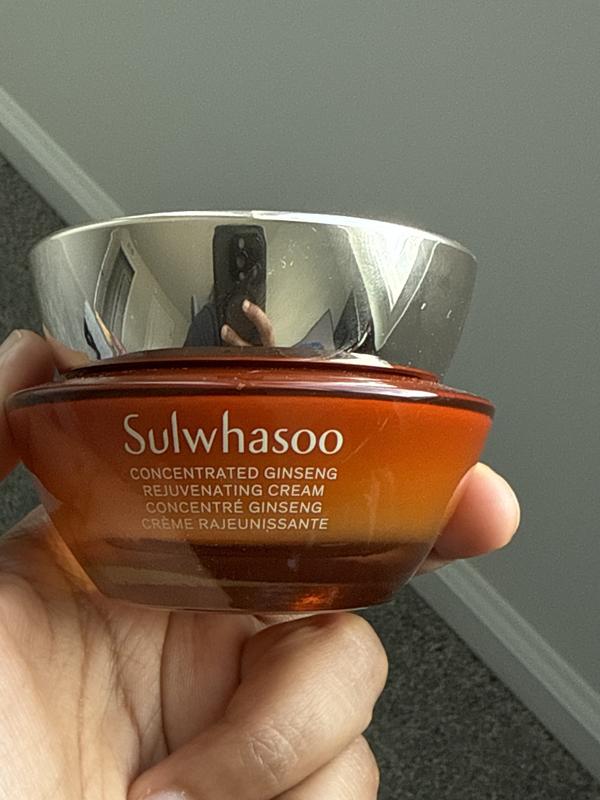 Sulwhasoo
CONCENTRATED GINSENG
REJUVENATING CREAM
CONCENTRÉ GINSENG
CRÈME RAJEUNISSANTE